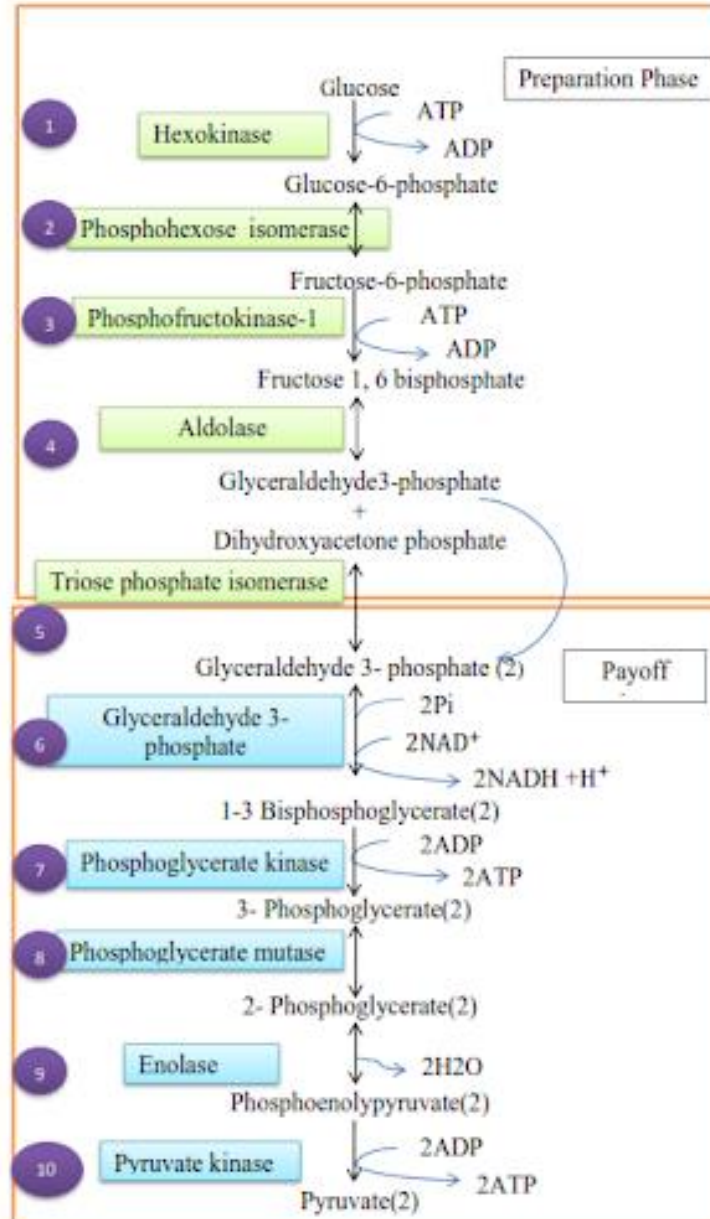 Preparation Phase
Glucose
1
Hexokinase
ATP
ADP
Glucose-6-phosphate
2
Phosphohexose isomerase
Fructose-6-phosphate
3
Phosphofructokinase-1
ATP
ADP
Fructose 1, 6 bisphosphate
4
Aldolase
Glyceraldehyde3-phosphate
+
Dihydroxyacetone phosphate
Triose phosphate isomerase
5
Glyceraldehyde 3- phosphate (2)
Payoff
6
Glyceraldehyde 3-
phosphate
2Pi
2NAD⁺
2NADH +H⁺
1-3 Bisphosphoglycerate(2)
7
Phosphoglycerate kinase
2ADP
2ATP
3- Phosphoglycerate(2)
8
Phosphoglycerate mutase
2- Phosphoglycerate(2)
9
Enolase
2H2O
Phosphoenolypyruvate(2)
10
Pyruvate kinase
2ADP
2ATP
Pyruvate(2)